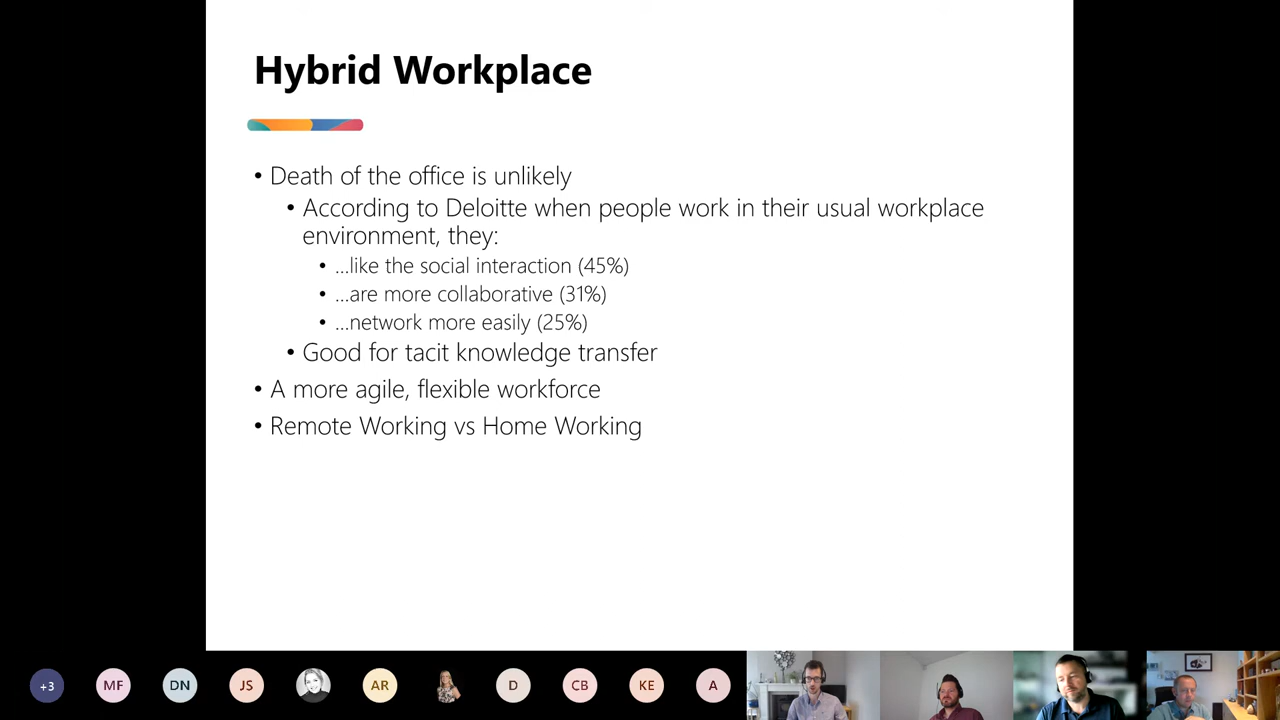 Hybrid Workplace
• Death of the office is unlikely
• According to Deloitte when people work in their usual workplace
environment, they:
• ...like the social interaction (45%)
• ...are more collaborative (31%)
• ...network more easily (25%)
• Good for tacit knowledge transfer
• A more agile, flexible workforce
• Remote Working vs Home Working
+3 MF DN JS AR D CB KE A